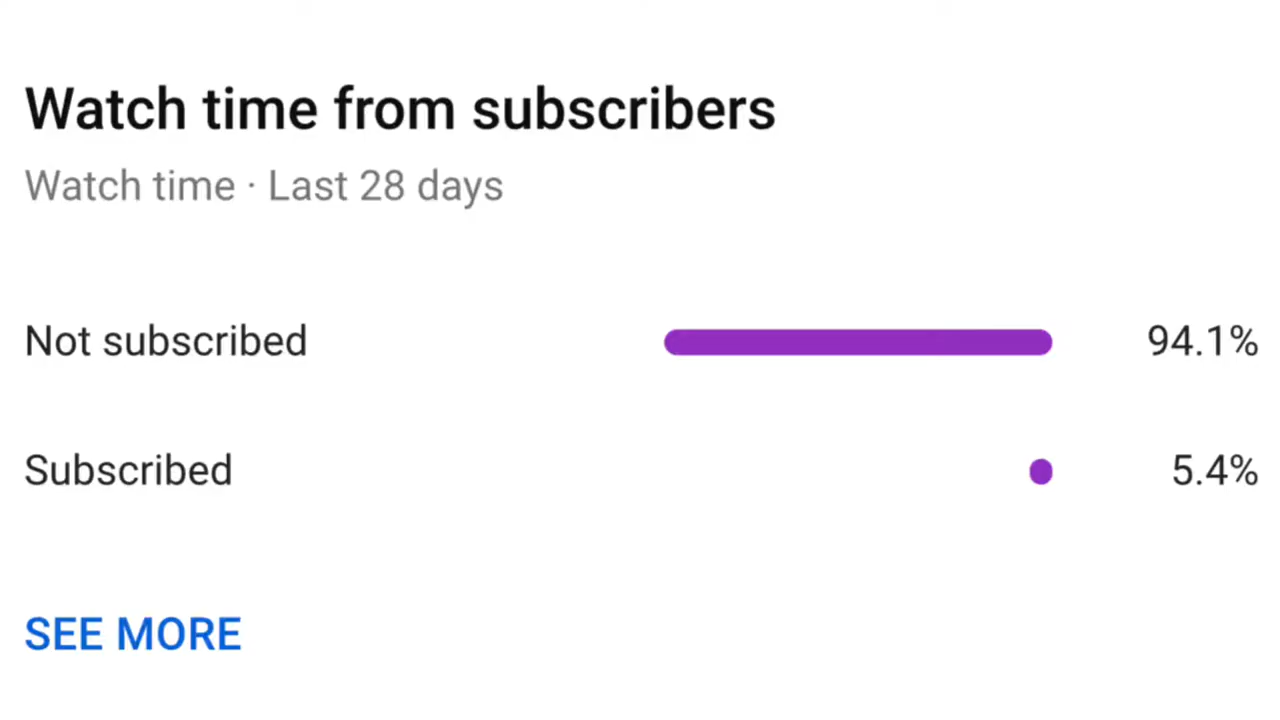 Watch time from subscribers
Watch time · Last 28 days
Not subscribed 94.1%
Subscribed 5.4%
SEE MORE